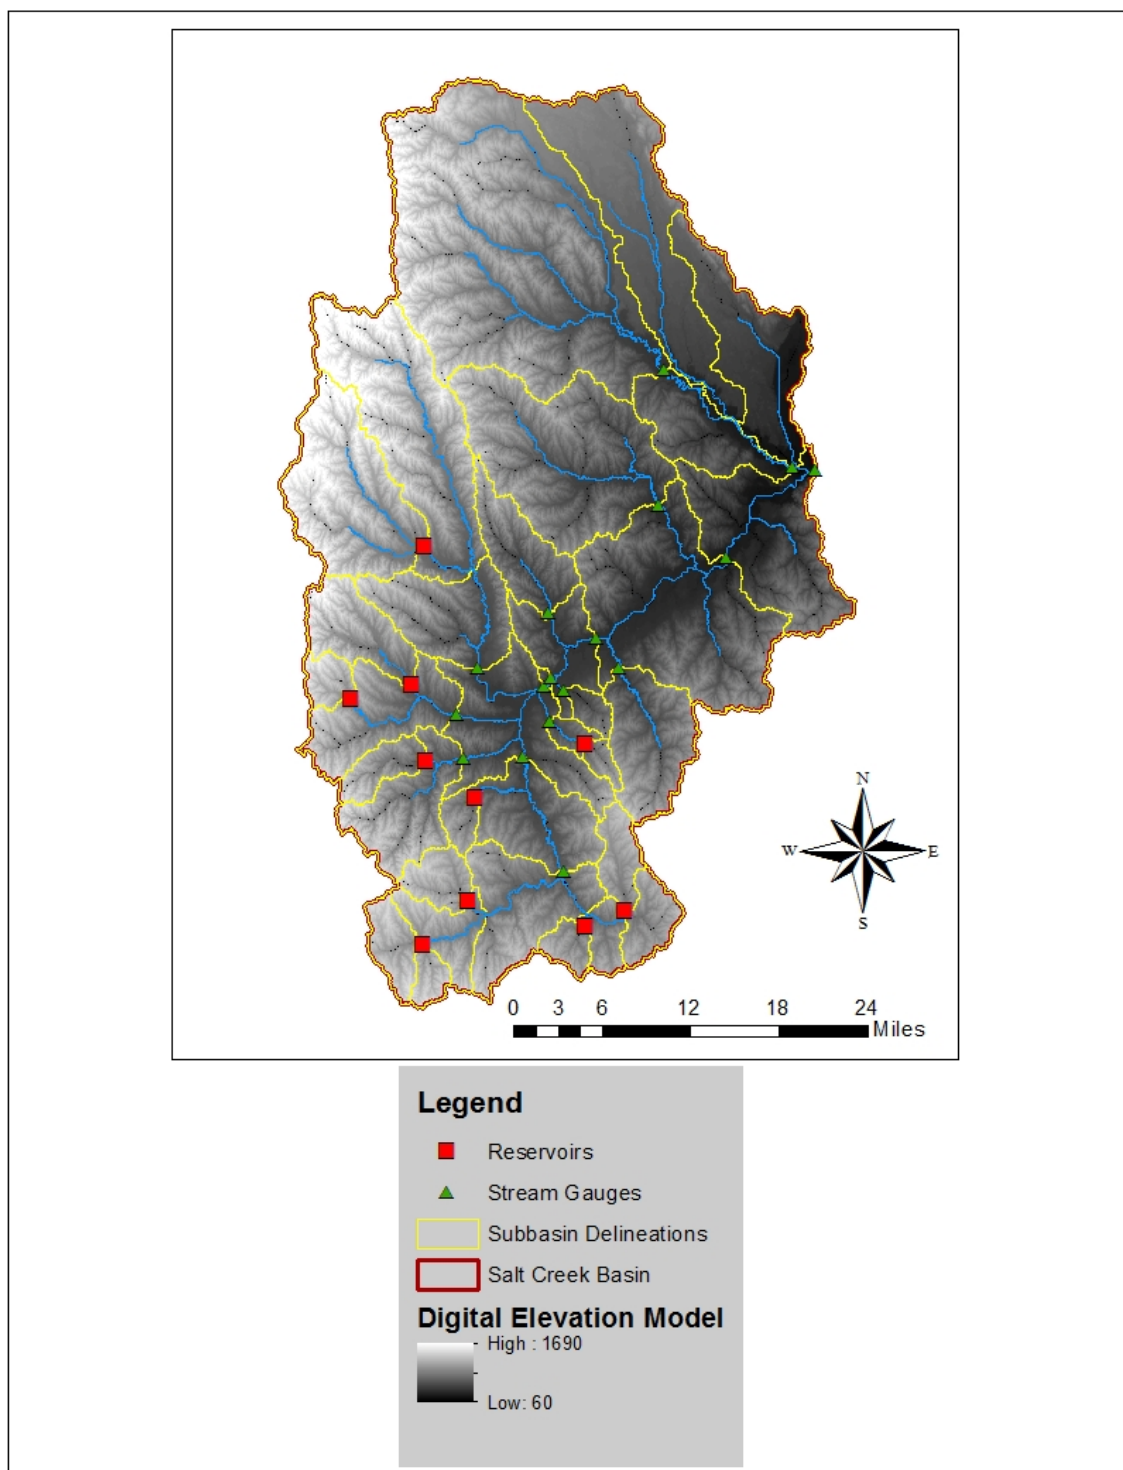 N
W E
S
0 3 6 12 18 24
Miles
Legend
Reservoirs
Stream Gauges
Subbasin Delineations
Salt Creek Basin
Digital Elevation Model
High : 1690
Low: 60